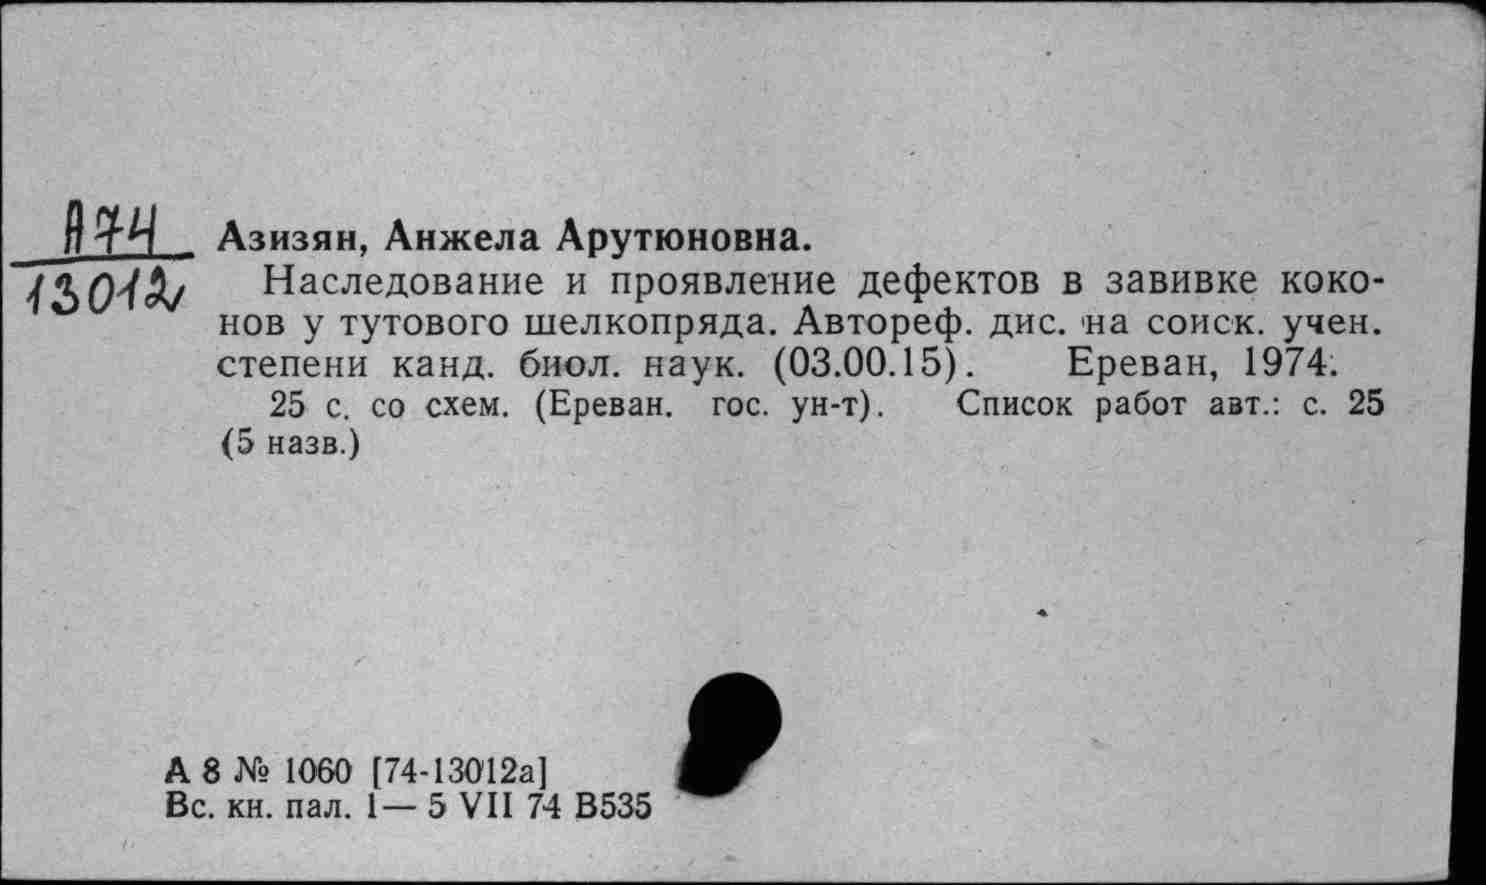 А74
13012
Азизян, Анжела Арутюновна.
Наследование и проявление дефектов в завивке коко-
нов у тутового шелкопряда. Автореф. дис. на соиск. учен.
степени канд. биол. наук. (03.00.15). Ереван, 1974.
25 с. со схем. (Ереван. гос. ун-т). Список работ авт.: с. 25
(5 назв.)
А 8 № 1060 [74-13012а]
Вс. кн. пал. 1— 5 VII 74 В535